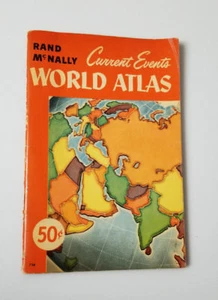 RAND
McNALLY
Current Events
WORLD ATLAS
50¢